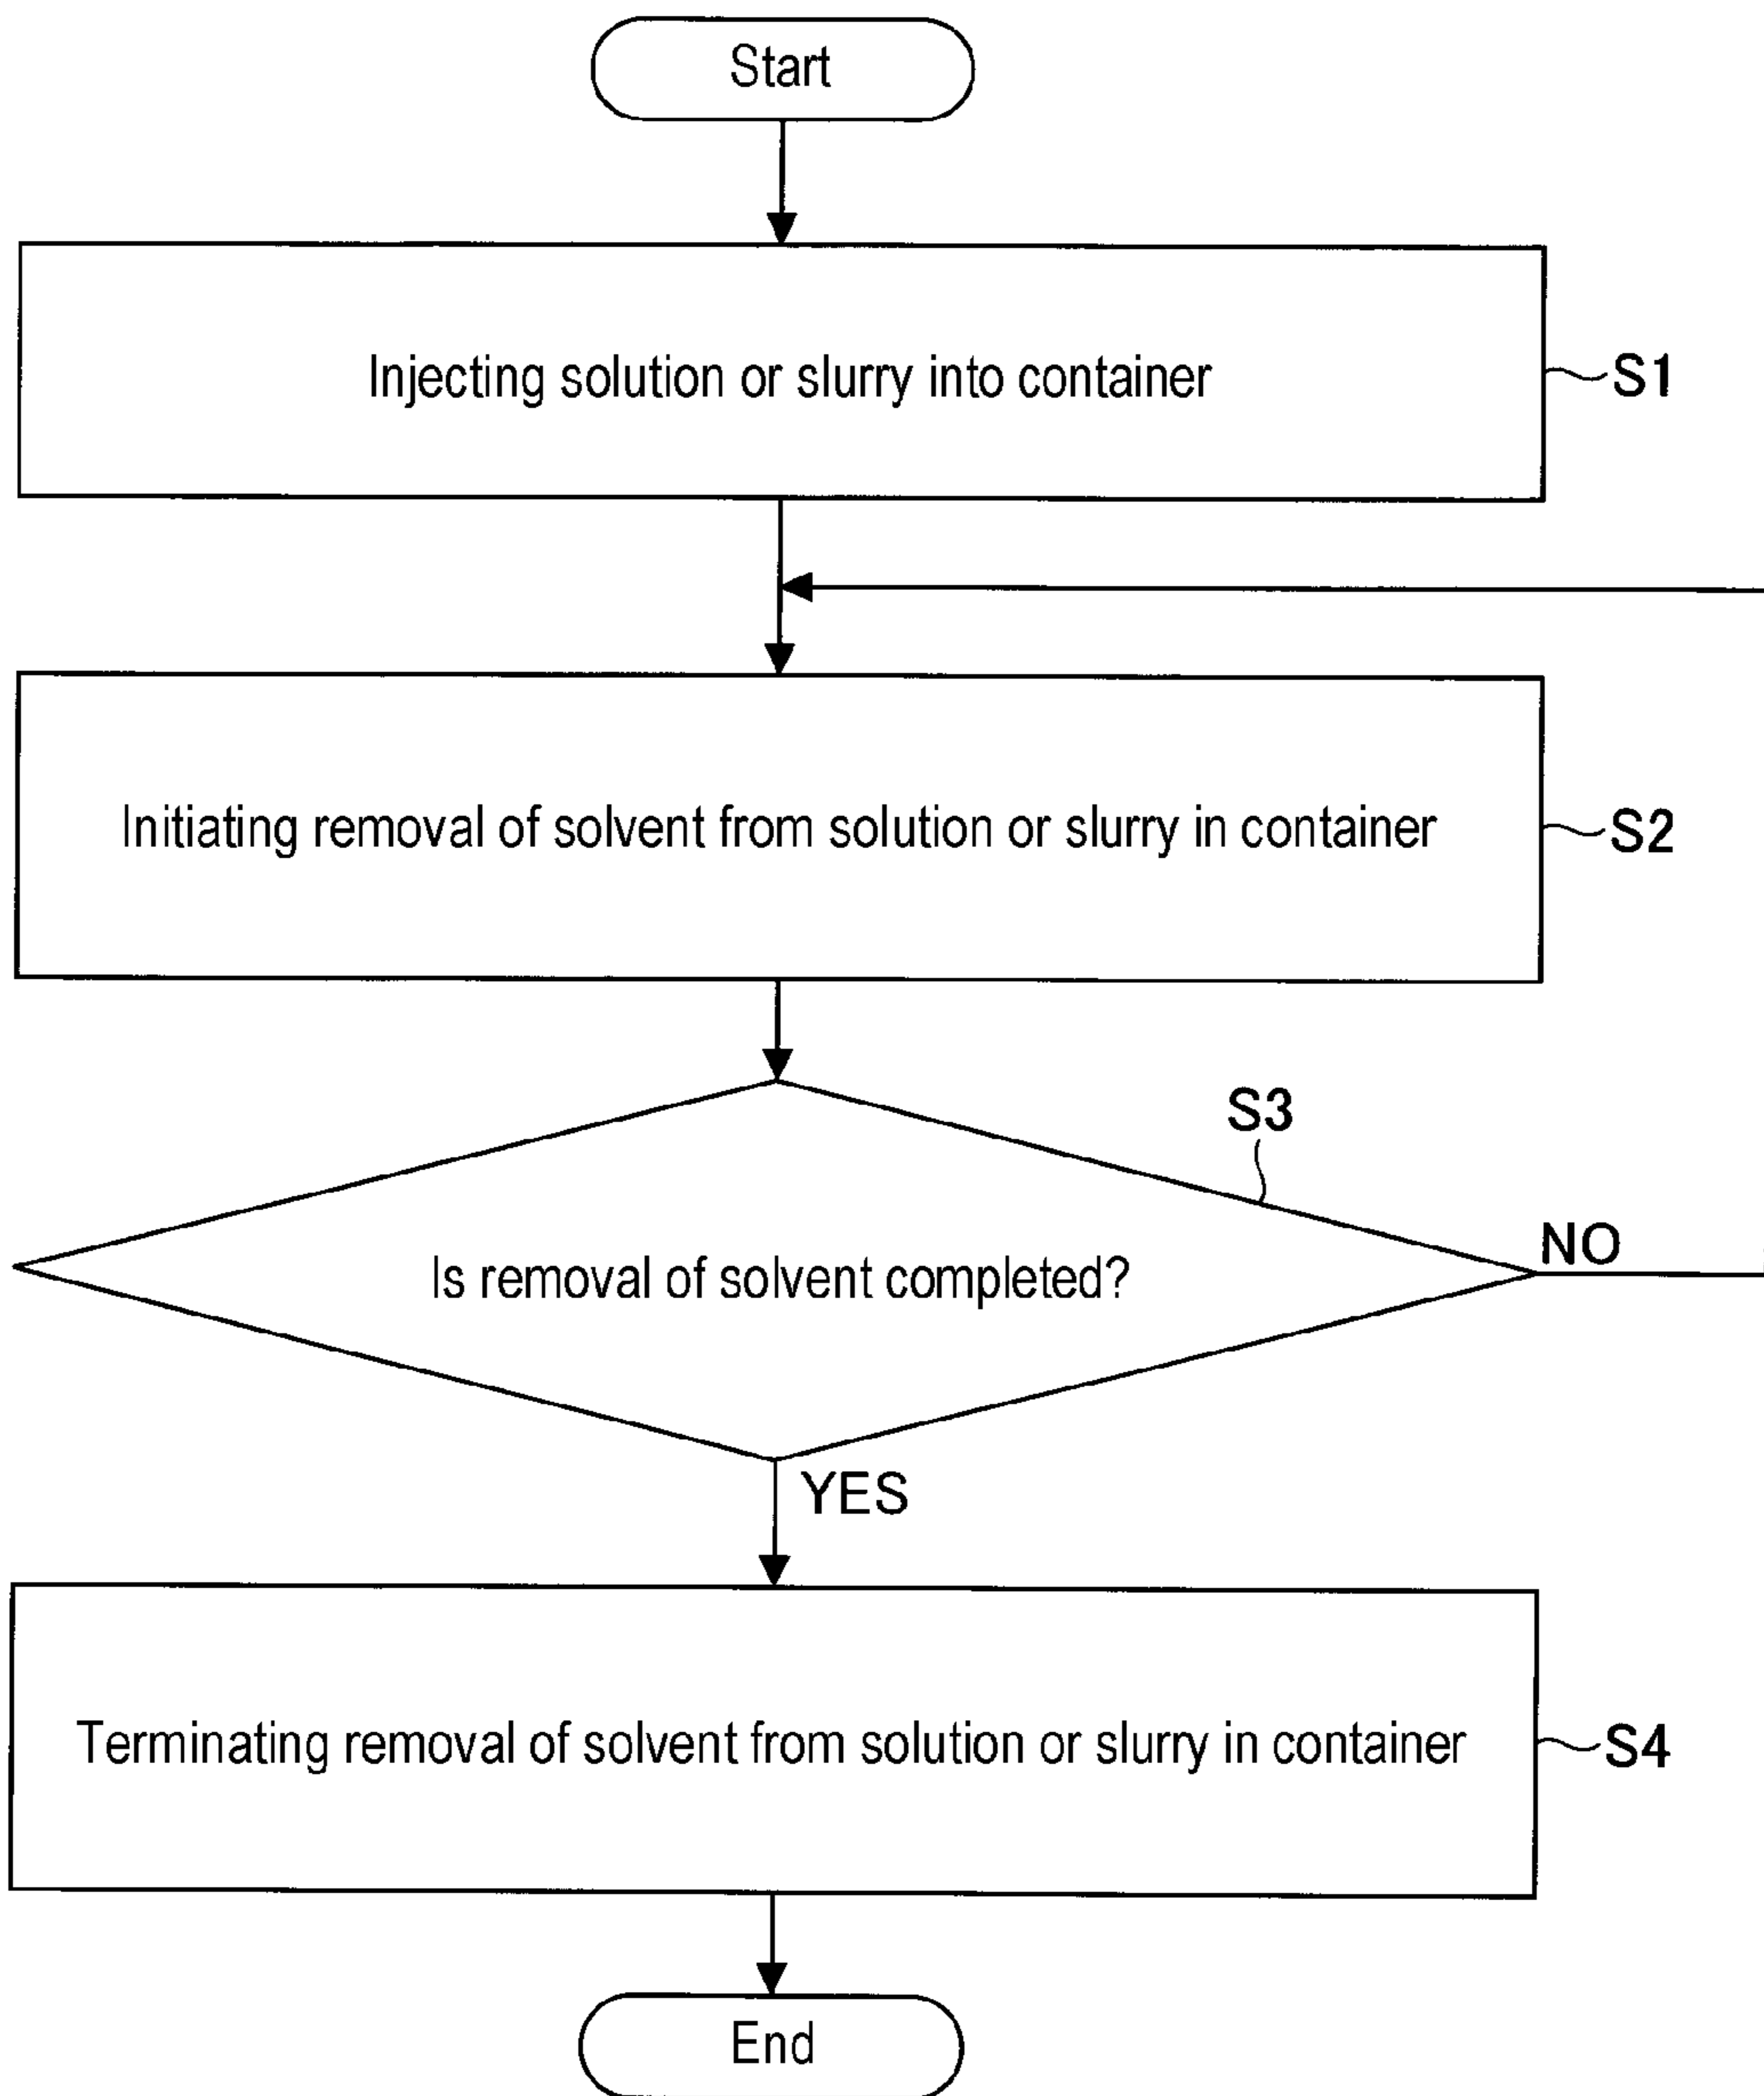 Start
Injecting solution or slurry into container
S1
Initiating removal of solvent from solution or slurry in container
S2
S3
Is removal of solvent completed?
NO
YES
Terminating removal of solvent from solution or slurry in container
S4
End